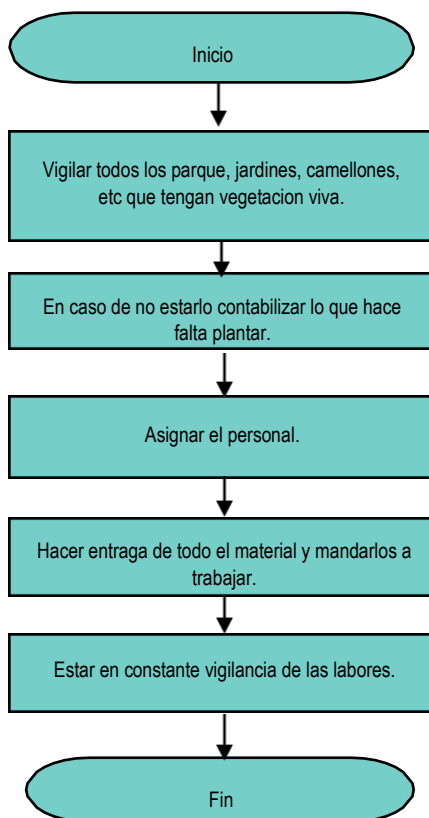 Inicio
Vigilar todos los parque, jardines, camellones,
etc que tengan vegetacion viva.
En caso de no estarlo contabilizar lo que hace
falta plantar.
Asignar el personal.
Hacer entraga de todo el material y mandarlos a
trabajar.
Estar en constante vigilancia de las labores.
Fin